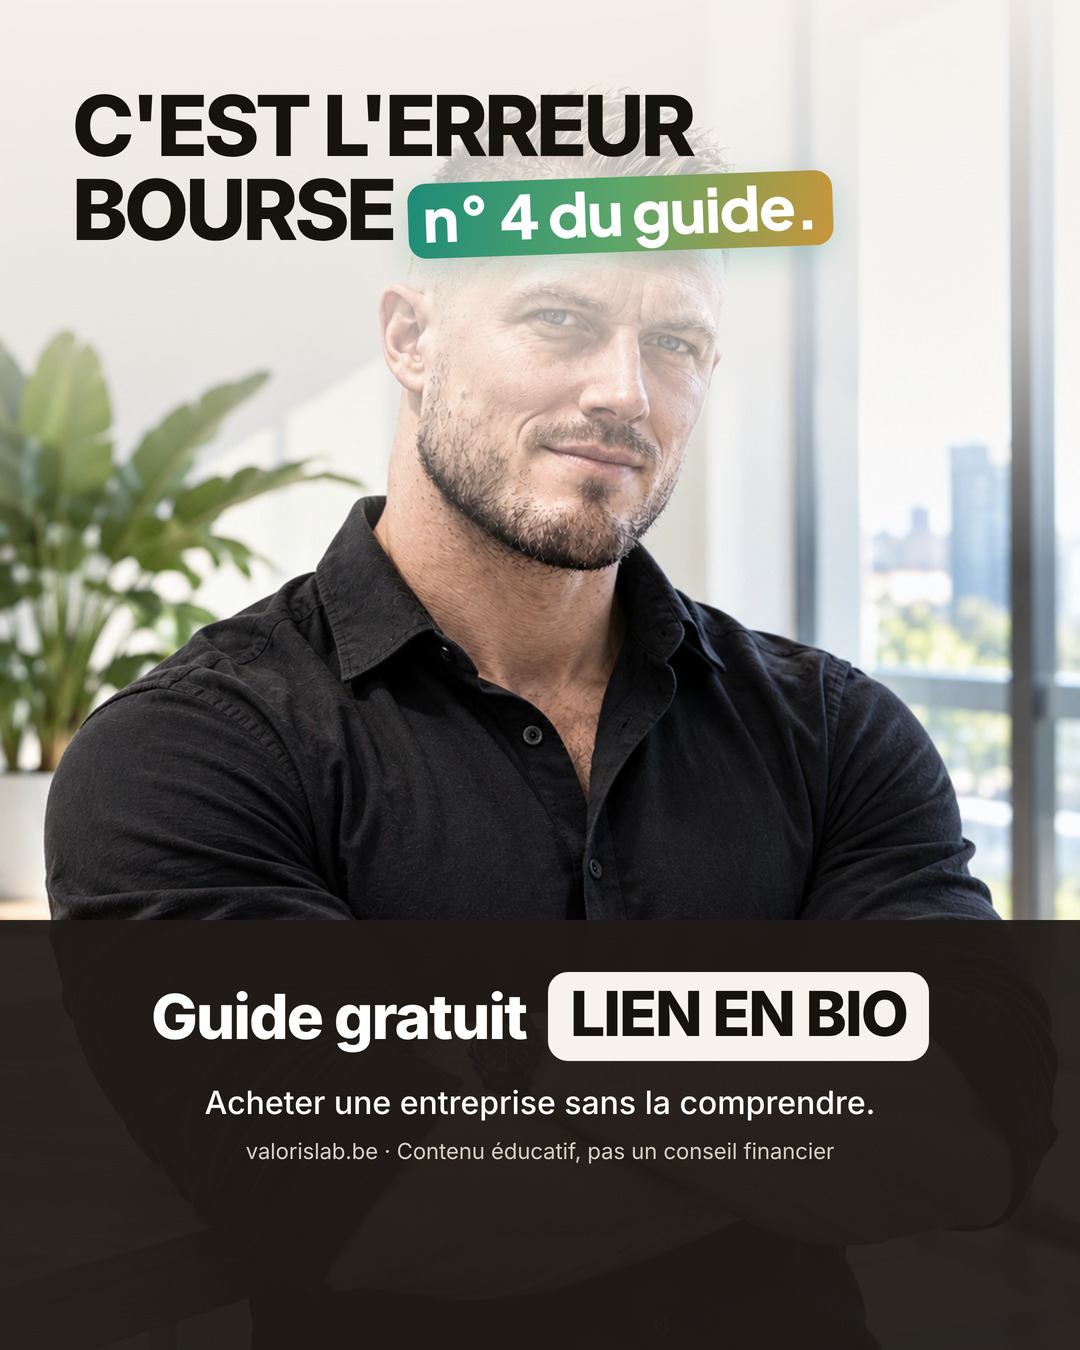 C'EST L'ERREUR
BOURSE n° 4 du guide.
Guide gratuit LIEN EN BIO
Acheter une entreprise sans la comprendre.
valorislab.be · Contenu éducatif, pas un conseil financier